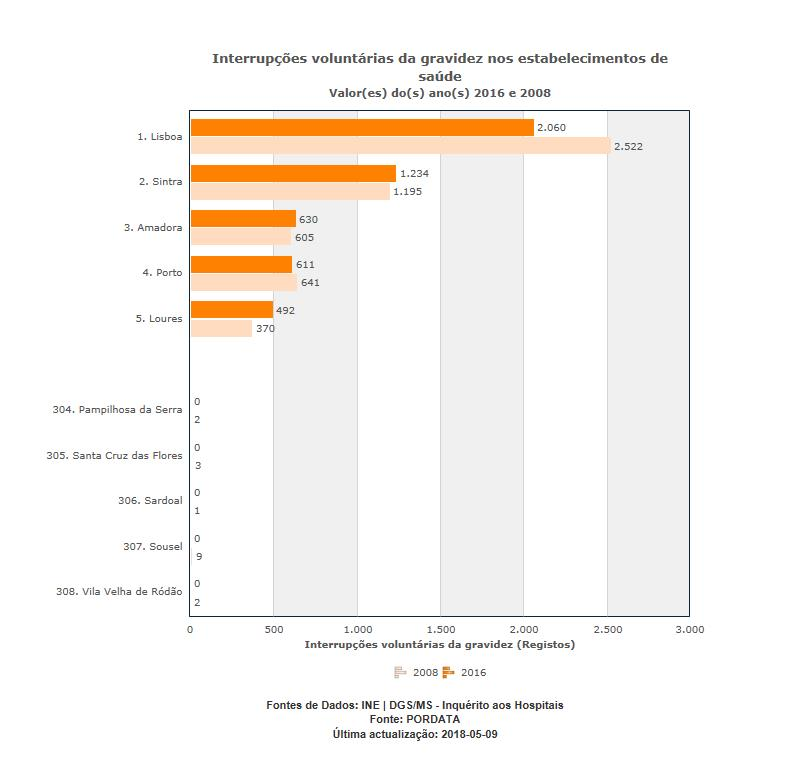 Interrupções voluntárias da gravidez nos estabelecimentos de
saúde
Valor(es) do(s) ano(s) 2016 e 2008
1. Lisboa
2.060
2.522
2. Sintra
1.234
1.195
3. Amadora
630
605
4. Porto
611
641
5. Loures
492
370
304. Pampilhosa da Serra
0
2
305. Santa Cruz das Flores
0
3
306. Sardoal
0
1
307. Sousel
0
9
308. Vila Velha de Ródão
0
2
0 500 1.000 1.500 2.000 2.500 3.000
Interrupções voluntárias da gravidez (Registos)
2008 2016
Fontes de Dados: INE | DGS/MS - Inquérito aos Hospitais
Fonte: PORDATA
Última actualização: 2018-05-09